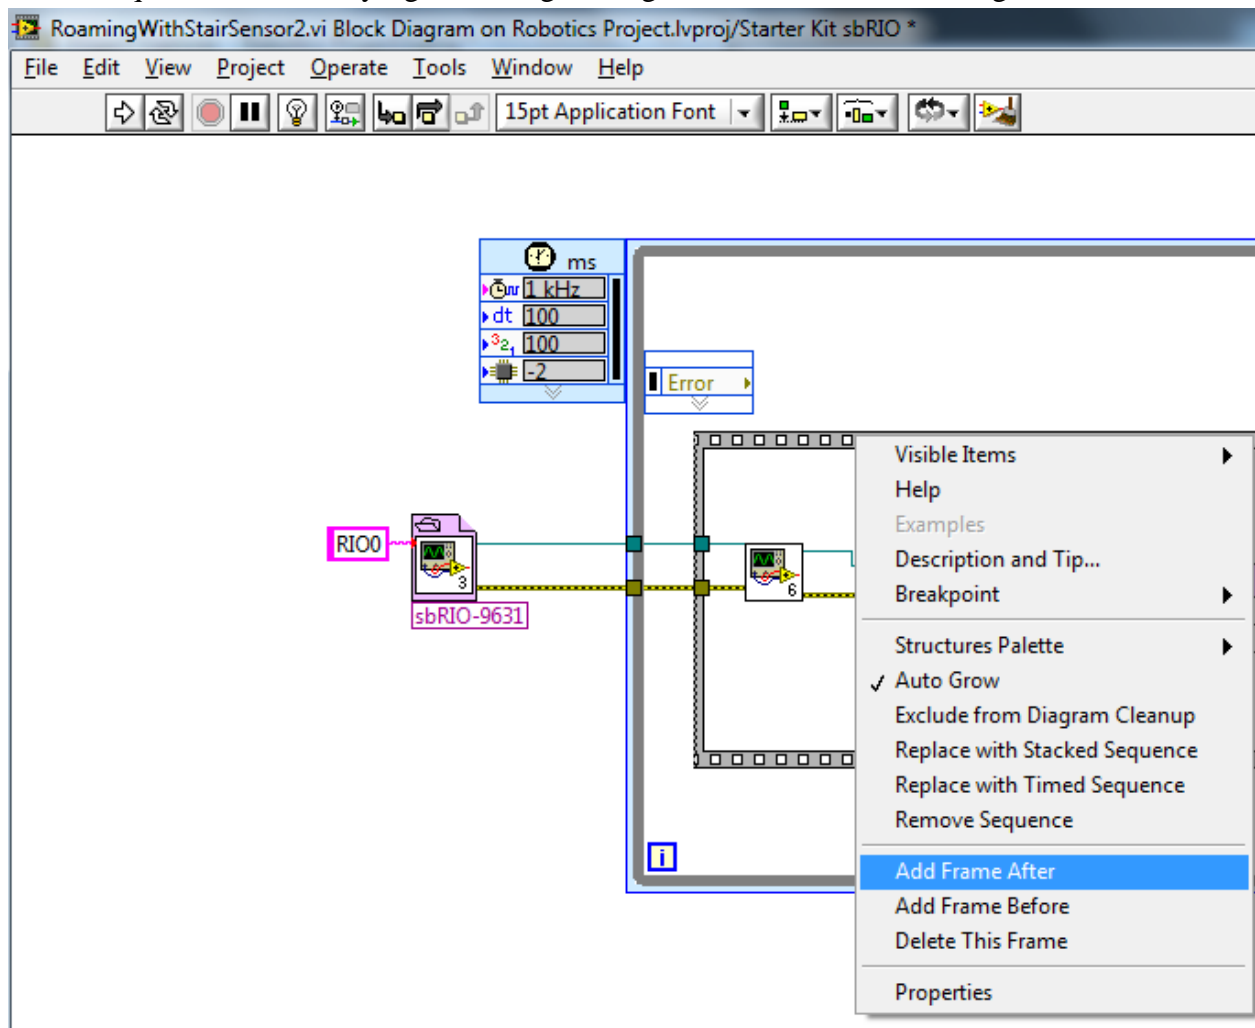 RoamingWithStairSensor2.vi Block Diagram on Robotics Project.lvproj/Starter Kit sbRIO *
File Edit View Project Operate Tools Window Help
15pt Application Font
ms
1 kHz
dt 100
100
-2
Error
RIO0
3
6
sbRIO-9631
i
Visible Items
Help
Examples
Description and Tip...
Breakpoint
Structures Palette
Auto Grow
Exclude from Diagram Cleanup
Replace with Stacked Sequence
Replace with Timed Sequence
Remove Sequence
Add Frame After
Add Frame Before
Delete This Frame
Properties